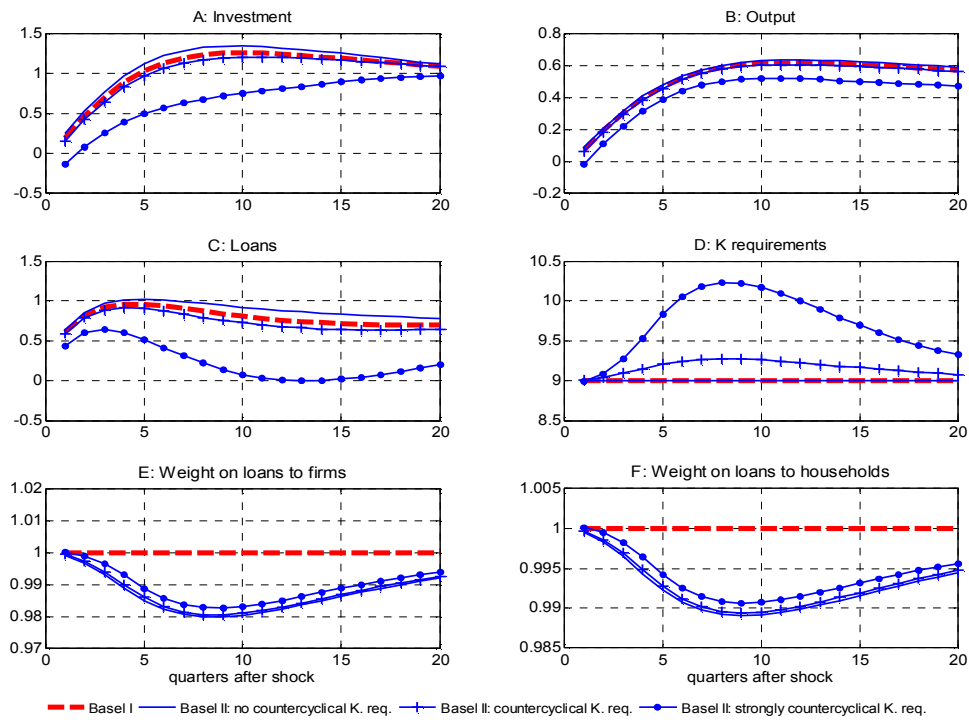 A: Investment
1.5
1
0.5
0
-0.5
0 5 10 15 20
B: Output
0.8
0.6
0.4
0.2
0
-0.2
0 5 10 15 20
C: Loans
1.5
1
0.5
0
-0.5
0 5 10 15 20
D: K requirements
10.5
10
9.5
9
8.5
0 5 10 15 20
E: Weight on loans to firms
1.02
1.01
1
0.99
0.98
0.97
0 5 10 15 20
quarters after shock
F: Weight on loans to households
1.005
1
0.995
0.99
0.985
0 5 10 15 20
quarters after shock
Basel I Basel II: no countercyclical K. req. Basel II: countercyclical K. req. Basel II: strongly countercyclical K. req.